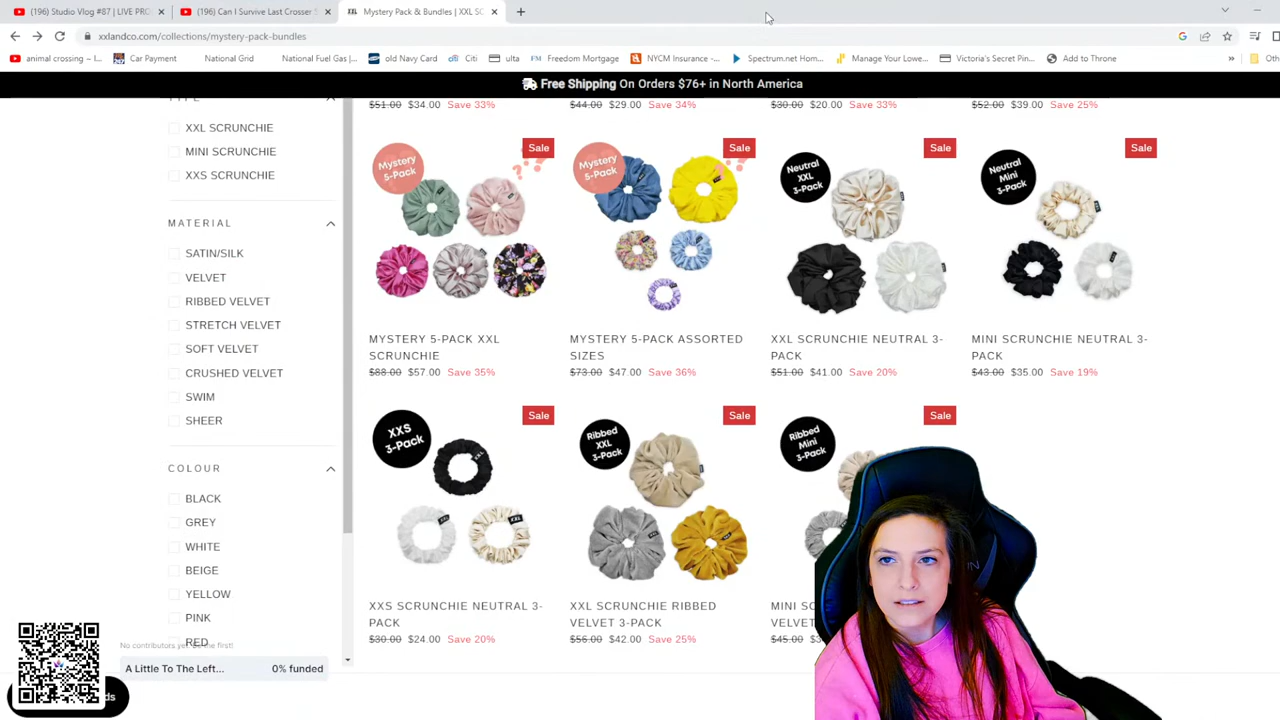 (196) Studio Vlog #87 | LIVE PRO
(196) Can I Survive Last Crosser S
Mystery Pack & Bundles | XXL SC
xxlandco.com/collections/mystery-pack-bundles
animal crossing – I...
Car Payment
National Grid
National Fuel Gas |...
old Navy Card
Citi
ulta
Freedom Mortgage
NYCM Insurance -...
Spectrum.net Hom...
Manage Your Lowe...
Victoria's Secret Pin...
Add to Throne
»
Free Shipping On Orders $76+ in North America
XXL SCRUNCHIE
MINI SCRUNCHIE
XXS SCRUNCHIE
MATERIAL
SATIN/SILK
VELVET
RIBBED VELVET
STRETCH VELVET
SOFT VELVET
CRUSHED VELVET
SWIM
SHEER
COLOUR
BLACK
GREY
WHITE
BEIGE
YELLOW
PINK
RED
$51.00 $34.00 Save 33%
$44.00 $29.00 Save 34%
$30.00 $20.00 Save 33%
$52.00 $39.00 Save 25%
Mystery
5-Pack
Sale
MYSTERY 5-PACK XXL
SCRUNCHIE
$88.00 $57.00 Save 35%
Mystery
5-Pack
Sale
MYSTERY 5-PACK ASSORTED
SIZES
$73.00 $47.00 Save 36%
Neutral
XXL
3-Pack
Sale
XXL SCRUNCHIE NEUTRAL 3-
PACK
$51.00 $41.00 Save 20%
Neutral
Mini
3-Pack
Sale
MINI SCRUNCHIE NEUTRAL 3-
PACK
$43.00 $35.00 Save 19%
XXS
3-Pack
Sale
XXS SCRUNCHIE NEUTRAL 3-
PACK
$30.00 $24.00 Save 20%
Ribbed
XXL
3-Pack
Sale
XXL SCRUNCHIE RIBBED
VELVET 3-PACK
$56.00 $42.00 Save 25%
Ribbed
Mini
3-Pack
Sale
MINI
$45.00
No contributors yet. Be the first!
A Little To The Left... 0% funded